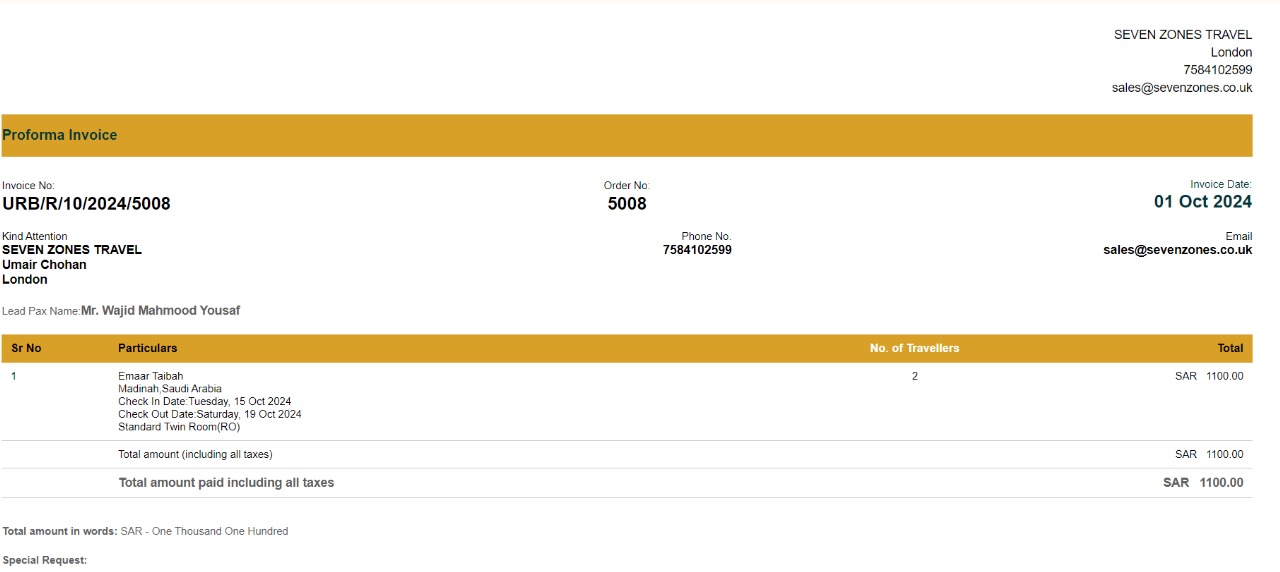 SEVEN ZONES TRAVEL
London
7584102599
sales@sevenzones.co.uk
Proforma Invoice
Invoice No: Order No: Invoice Date:
URB/R/10/2024/5008 5008 01 Oct 2024
Kind Attention Phone No. Email
SEVEN ZONES TRAVEL 7584102599 sales@sevenzones.co.uk
Umair Chohan
London
Lead Pax Name:Mr. Wajid Mahmood Yousaf
Sr No Particulars No. of Travellers Total
1 Emaar Taibah 2 SAR 1100.00
Madinah,Saudi Arabia
Check In Date:Tuesday, 15 Oct 2024
Check Out Date:Saturday, 19 Oct 2024
Standard Twin Room(RO)
Total amount (including all taxes) SAR 1100.00
Total amount paid including all taxes SAR 1100.00
Total amount in words: SAR - One Thousand One Hundred
Special Request: